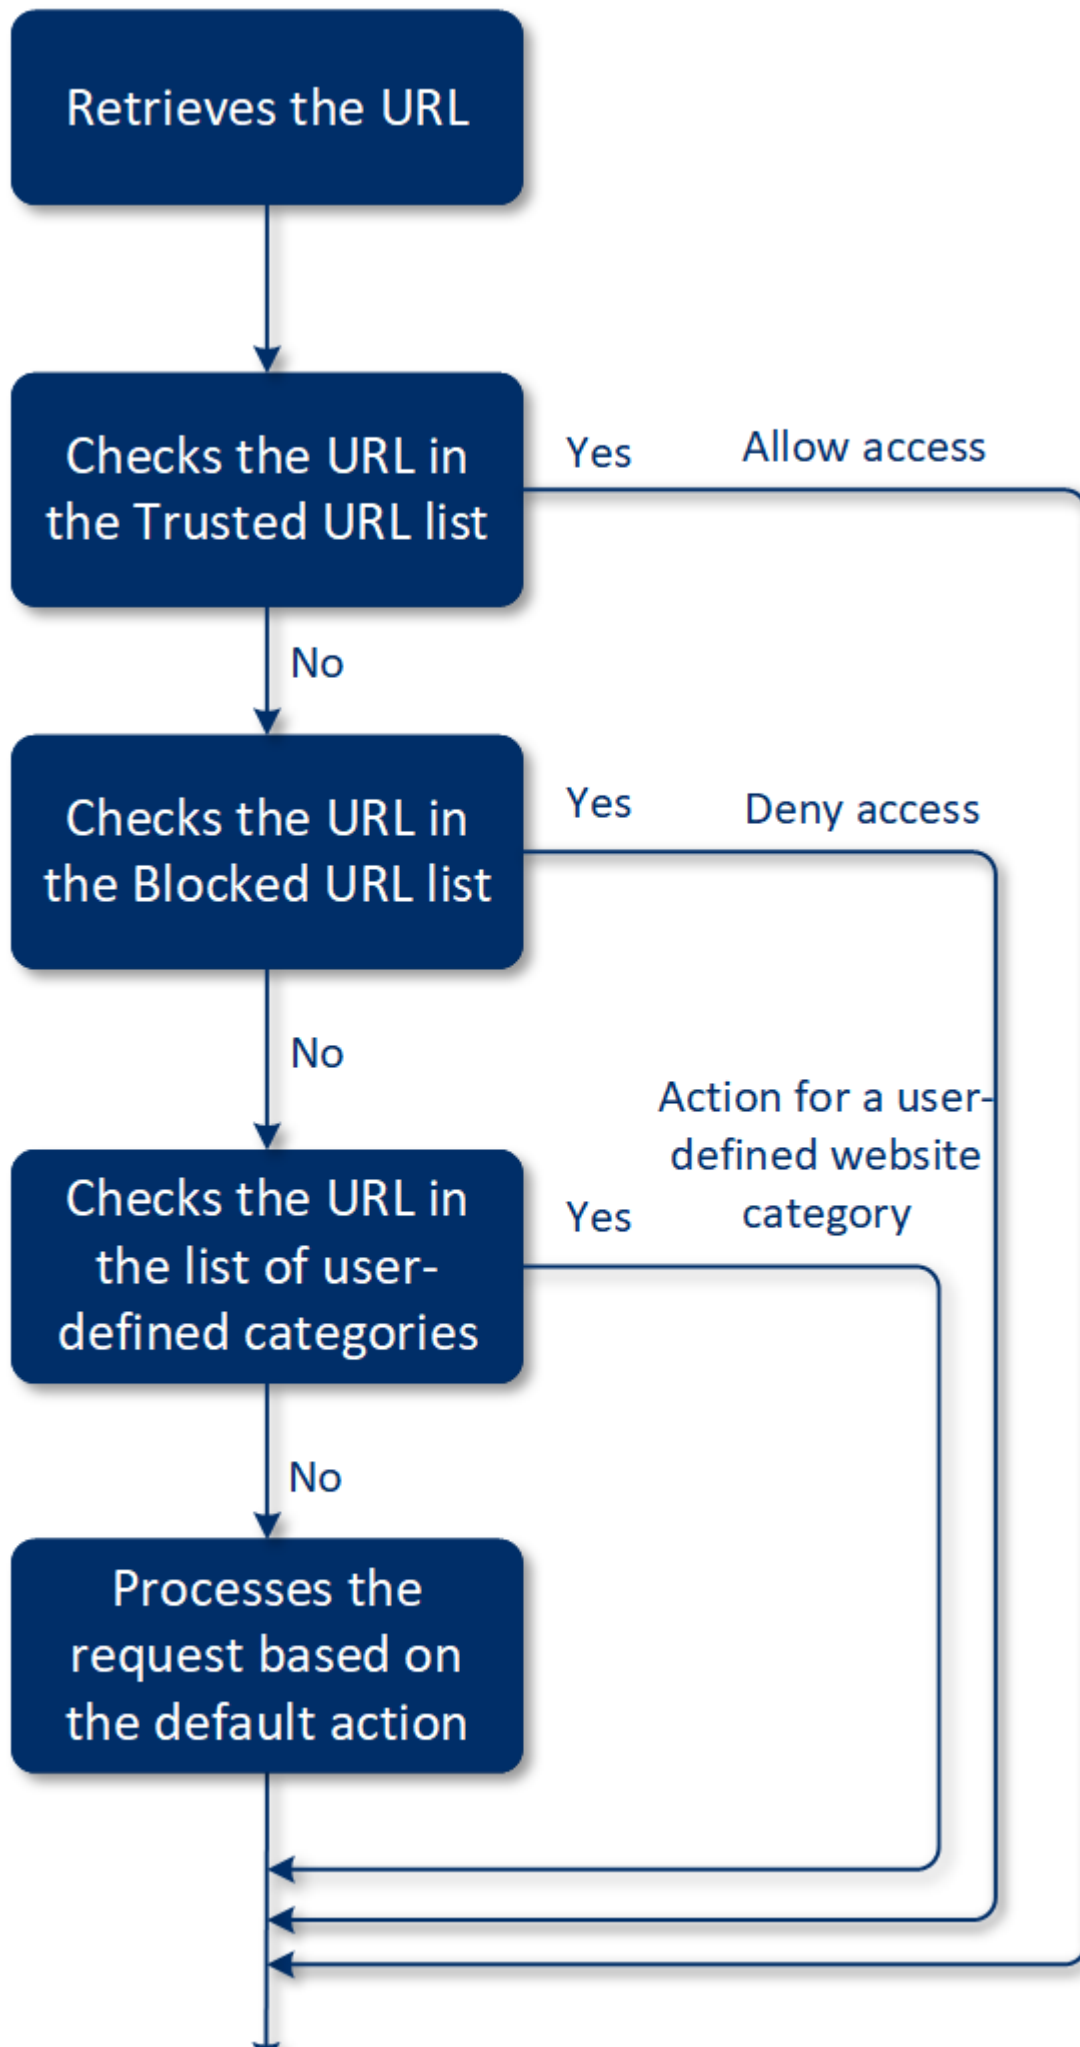 Retrieves the URL
Checks the URL in
the Trusted URL list
Yes
Allow access
No
Checks the URL in
the Blocked URL list
Yes
Deny access
No
Action for a user-
defined website
category
Checks the URL in
the list of user-
defined categories
Yes
No
Processes the
request based on
the default action